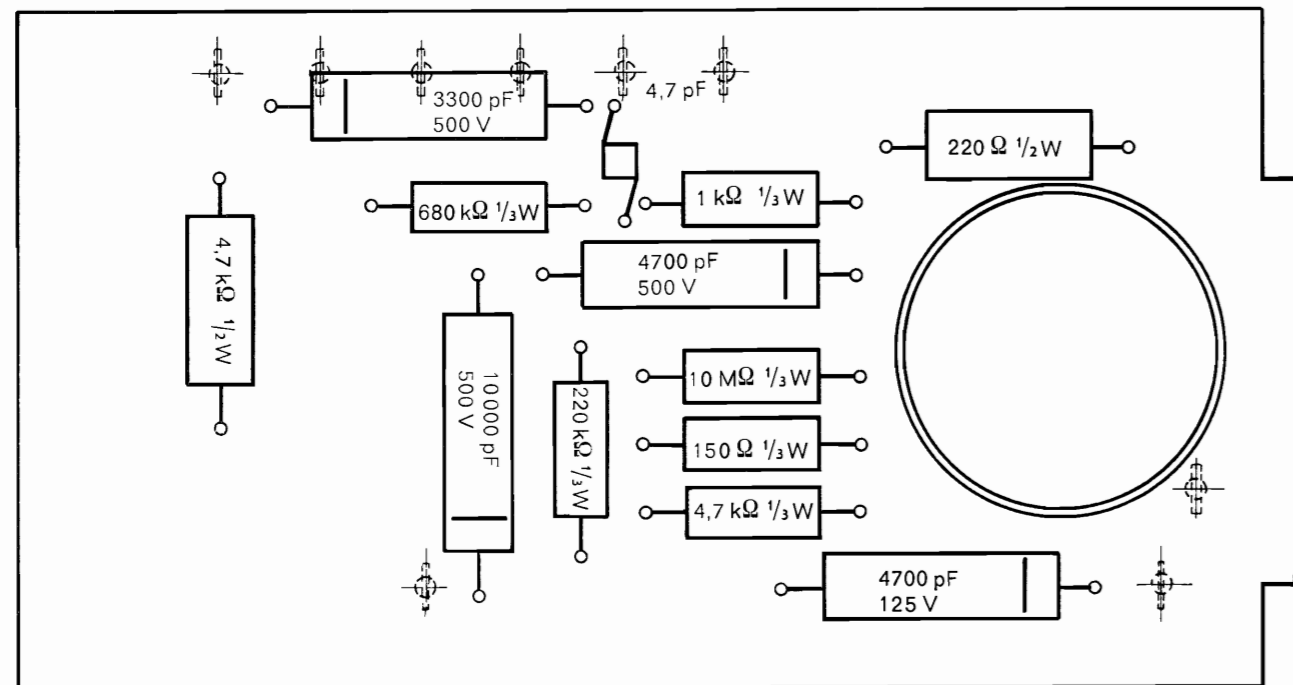 4,7 pF
3300 pF
500 V
220 Ω ½W
680 kΩ ⅓W
1 kΩ ⅓W
4,7 kΩ ½W
4700 pF
500 V
10000 pF
500 V
220 kΩ ⅓W
10 MΩ ⅓W
150 Ω ⅓W
4,7 kΩ ⅓W
4700 pF
125 V